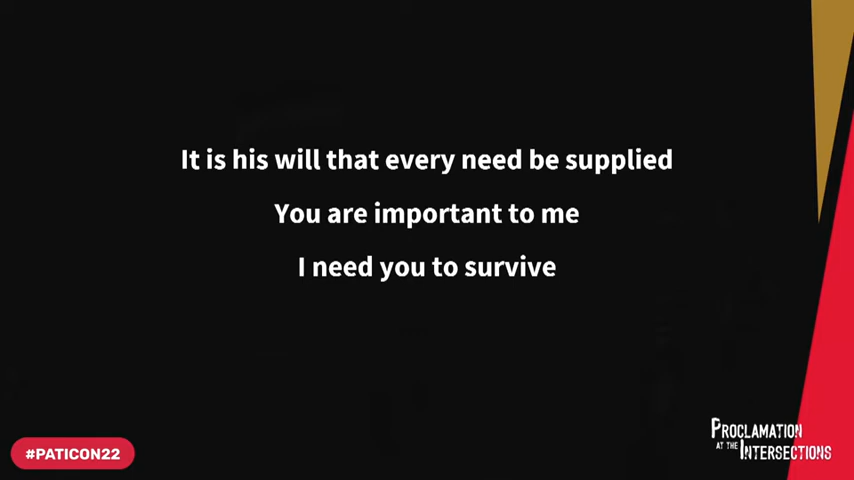 It is his will that every need be supplied
You are important to me
I need you to survive
#PATICON22
PROCLAMATION
AT THE INTERSECTIONS